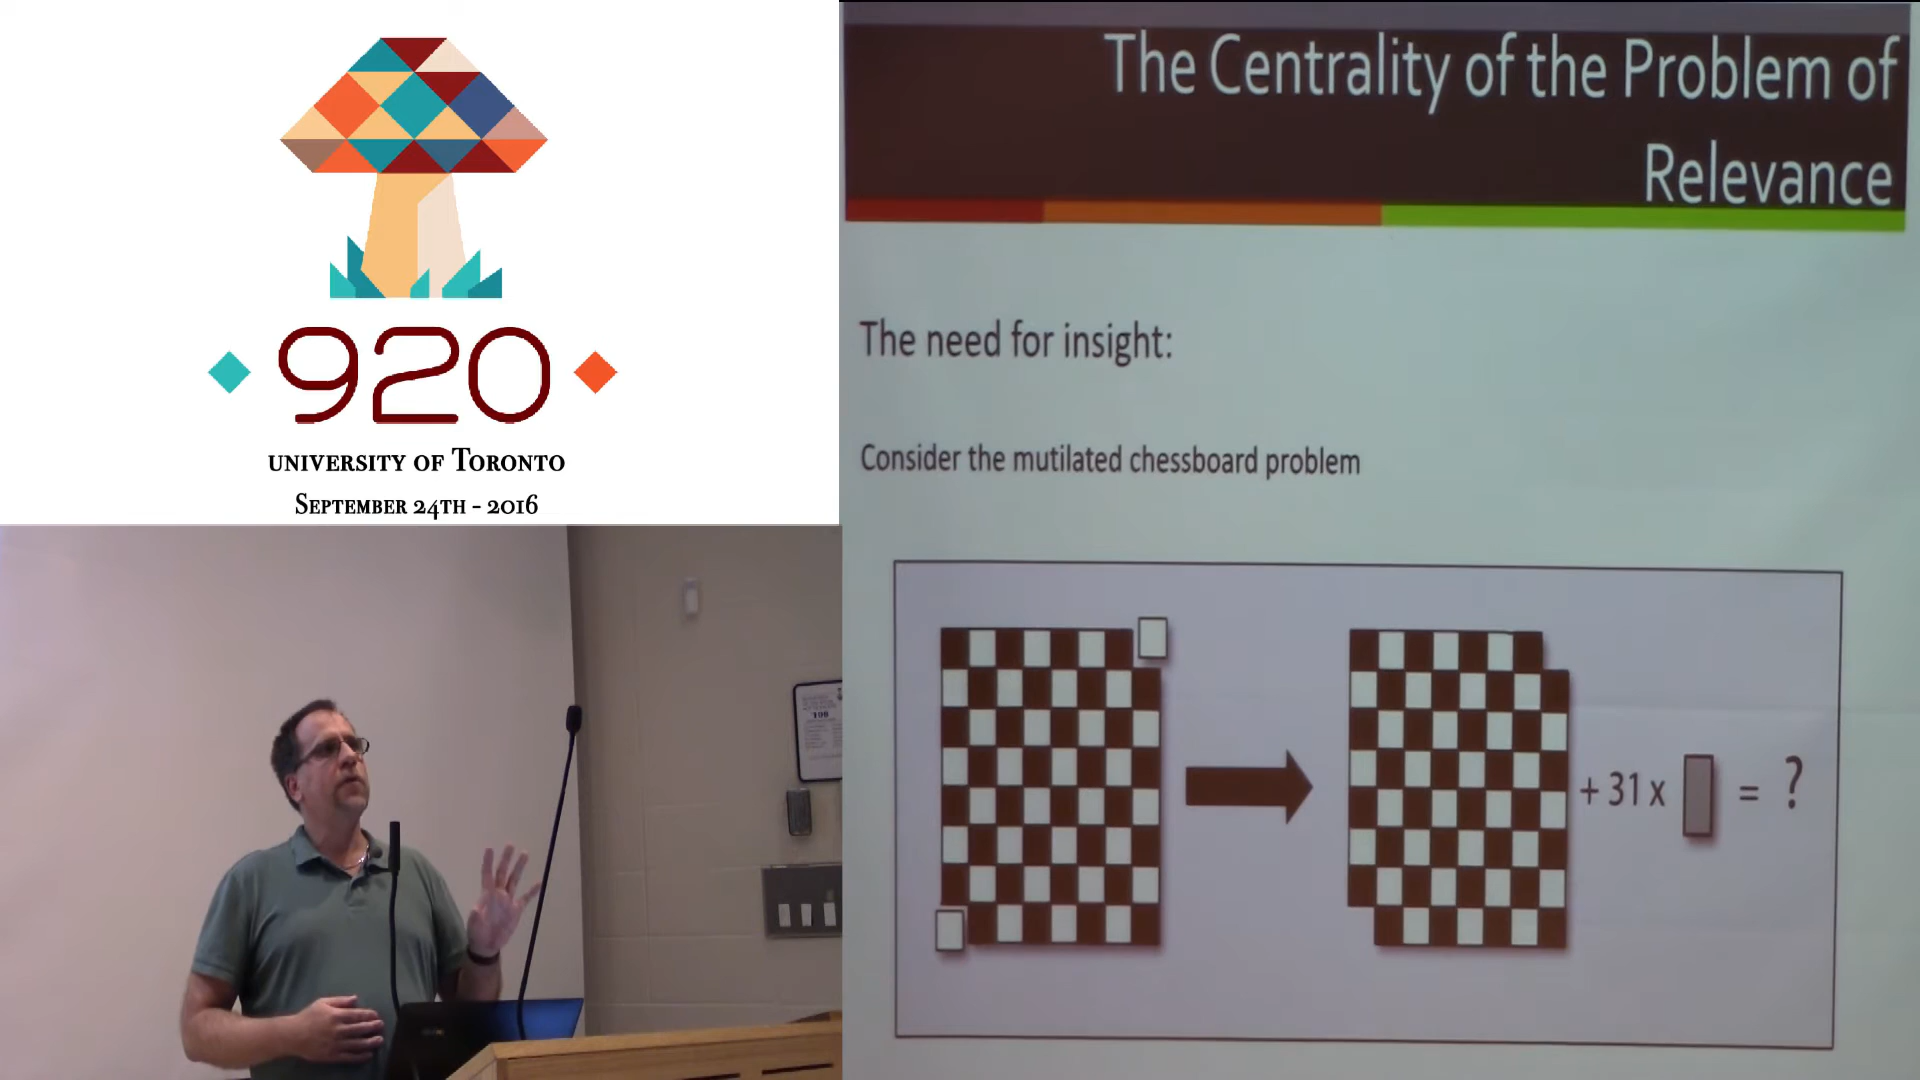 920
UNIVERSITY OF TORONTO
SEPTEMBER 24TH - 2016
The Centrality of the Problem of
Relevance
The need for insight:
Consider the mutilated chessboard problem
+ 31 x = ?
199